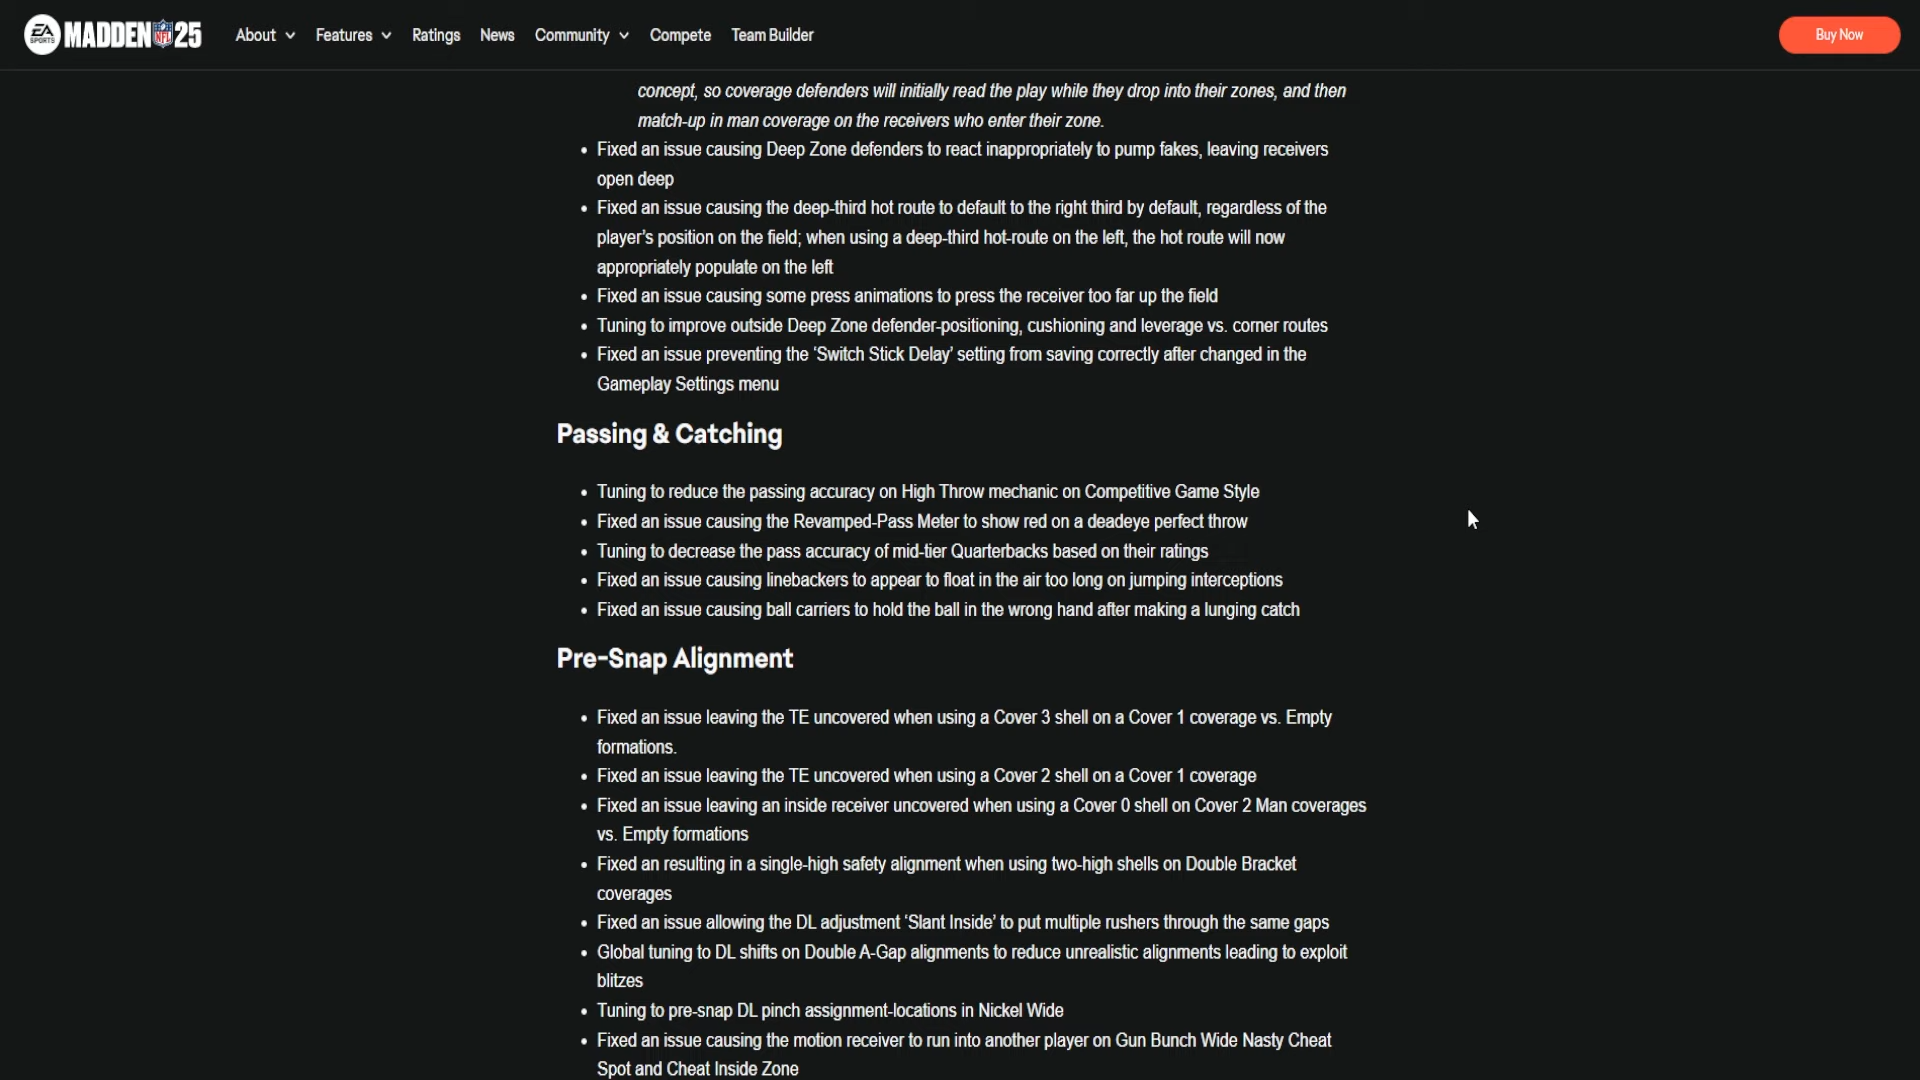 EA SPORTS MADDEN NFL 25 About Features Ratings News Community Compete Team Builder Buy Now
concept, so coverage defenders will initially read the play while they drop into their zones, and then
match-up in man coverage on the receivers who enter their zone.
• Fixed an issue causing Deep Zone defenders to react inappropriately to pump fakes, leaving receivers
open deep
• Fixed an issue causing the deep-third hot route to default to the right third by default, regardless of the
player's position on the field; when using a deep-third hot-route on the left, the hot route will now
appropriately populate on the left
• Fixed an issue causing some press animations to press the receiver too far up the field
• Tuning to improve outside Deep Zone defender-positioning, cushioning and leverage vs. corner routes
• Fixed an issue preventing the ‘Switch Stick Delay’ setting from saving correctly after changed in the
Gameplay Settings menu
Passing & Catching
• Tuning to reduce the passing accuracy on High Throw mechanic on Competitive Game Style
• Fixed an issue causing the Revamped-Pass Meter to show red on a deadeye perfect throw
• Tuning to decrease the pass accuracy of mid-tier Quarterbacks based on their ratings
• Fixed an issue causing linebackers to appear to float in the air too long on jumping interceptions
• Fixed an issue causing ball carriers to hold the ball in the wrong hand after making a lunging catch
Pre-Snap Alignment
• Fixed an issue leaving the TE uncovered when using a Cover 3 shell on a Cover 1 coverage vs. Empty
formations.
• Fixed an issue leaving the TE uncovered when using a Cover 2 shell on a Cover 1 coverage
• Fixed an issue leaving an inside receiver uncovered when using a Cover 0 shell on Cover 2 Man coverages
vs. Empty formations
• Fixed an resulting in a single-high safety alignment when using two-high shells on Double Bracket
coverages
• Fixed an issue allowing the DL adjustment ‘Slant Inside’ to put multiple rushers through the same gaps
• Global tuning to DL shifts on Double A-Gap alignments to reduce unrealistic alignments leading to exploit
blitzes
• Tuning to pre-snap DL pinch assignment-locations in Nickel Wide
• Fixed an issue causing the motion receiver to run into another player on Gun Bunch Wide Nasty Cheat
Spot and Cheat Inside Zone